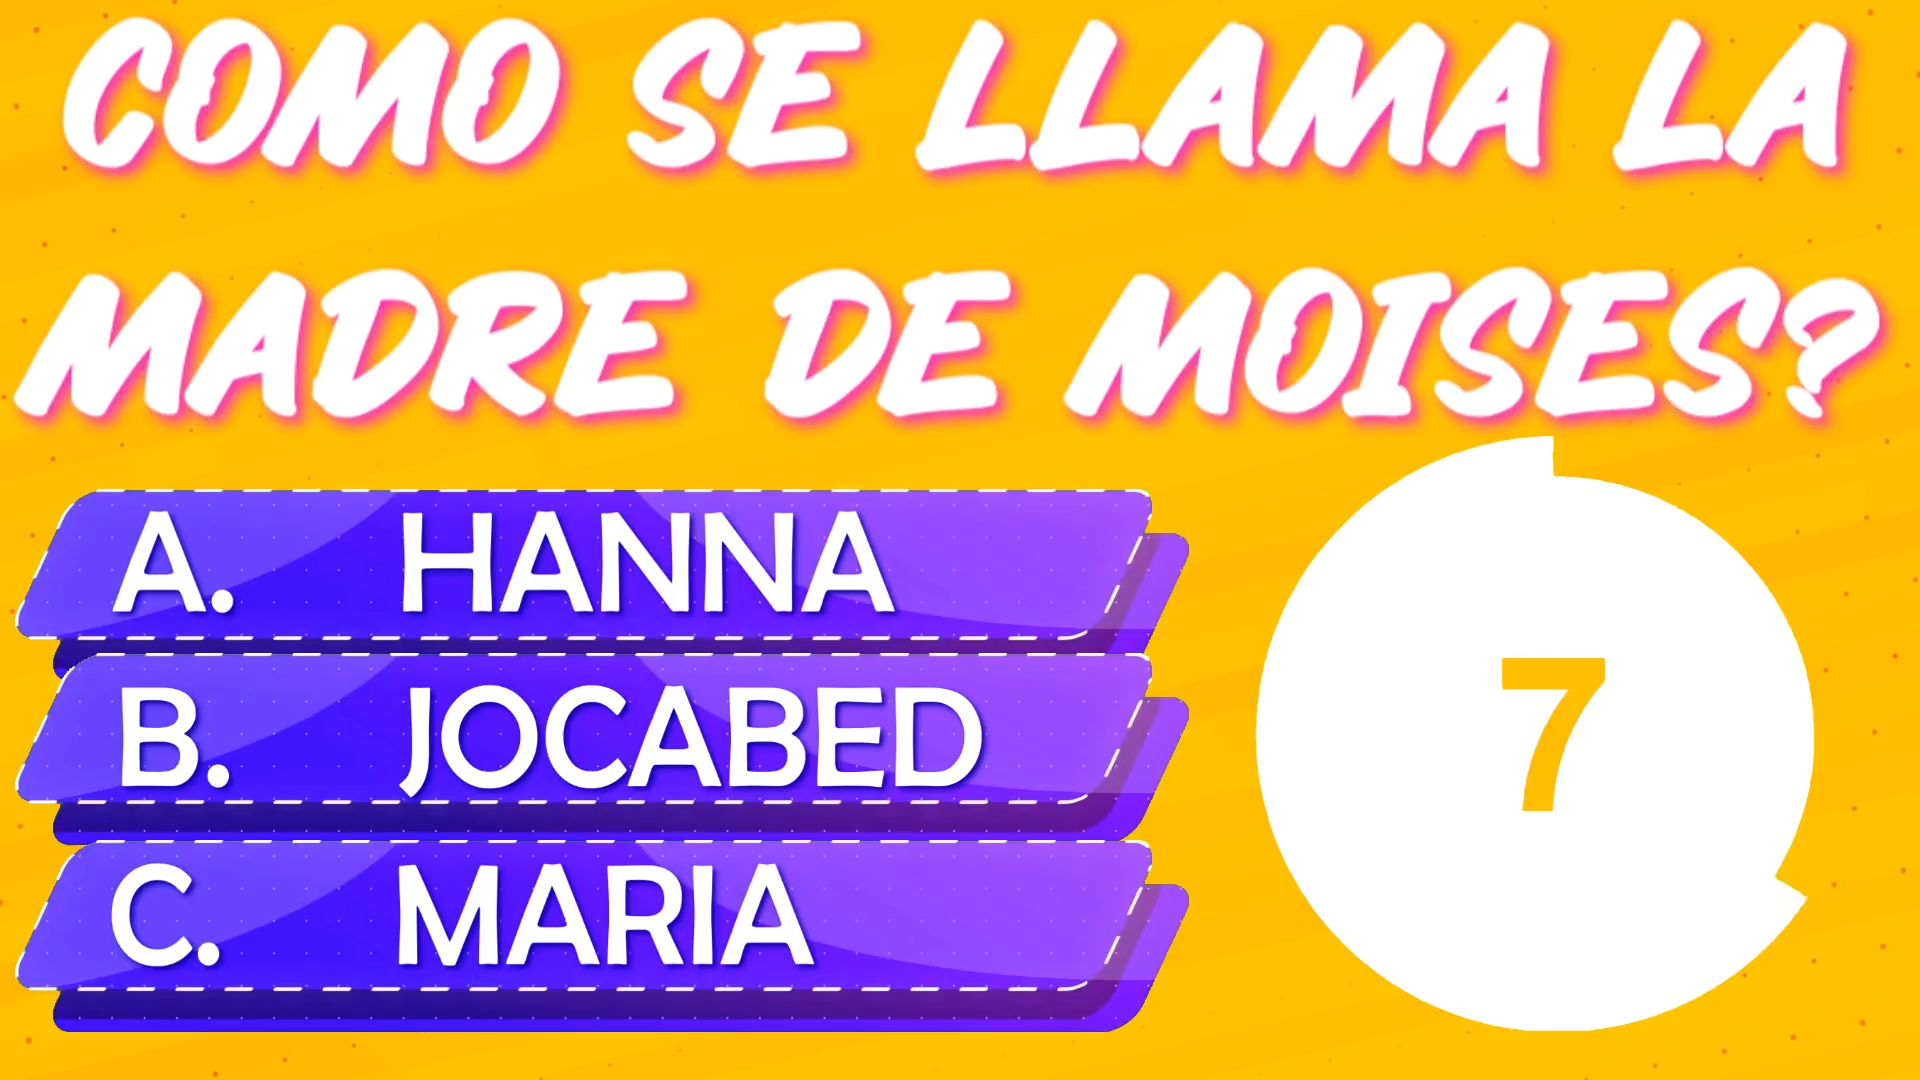 COMO SE LLAMA LA
MADRE DE MOISES?
A. HANNA
B. JOCABED
C. MARIA
7